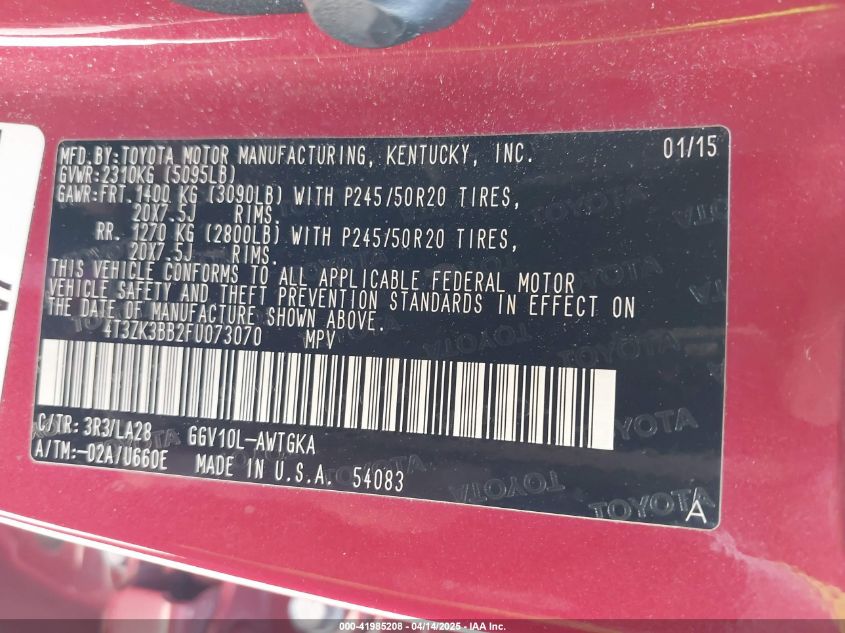 MFD.BY:TOYOTA MOTOR MANUFACTURING, KENTUCKY, INC. 01/15
GVWR:2310KG (5095LB)
GAWR:FRT.1400 KG (3090LB) WITH P245/50R20 TIRES,
20X7.5J RIMS.
RR. 1270 KG (2800LB) WITH P245/50R20 TIRES,
20X7.5J RIMS.
THIS VEHICLE CONFORMS TO ALL APPLICABLE FEDERAL MOTOR
VEHICLE SAFETY AND THEFT PREVENTION STANDARDS IN EFFECT ON
THE DATE OF MANUFACTURE SHOWN ABOVE.
4T3ZK3BB2FU073070 MPV
C/TR: 3R3/LA28 GGV10L-AWTGKA
A/TM:-02A/U660E MADE IN U.S.A. 54083
A
000-41985208 - 04/14/2025 - IAA Inc.